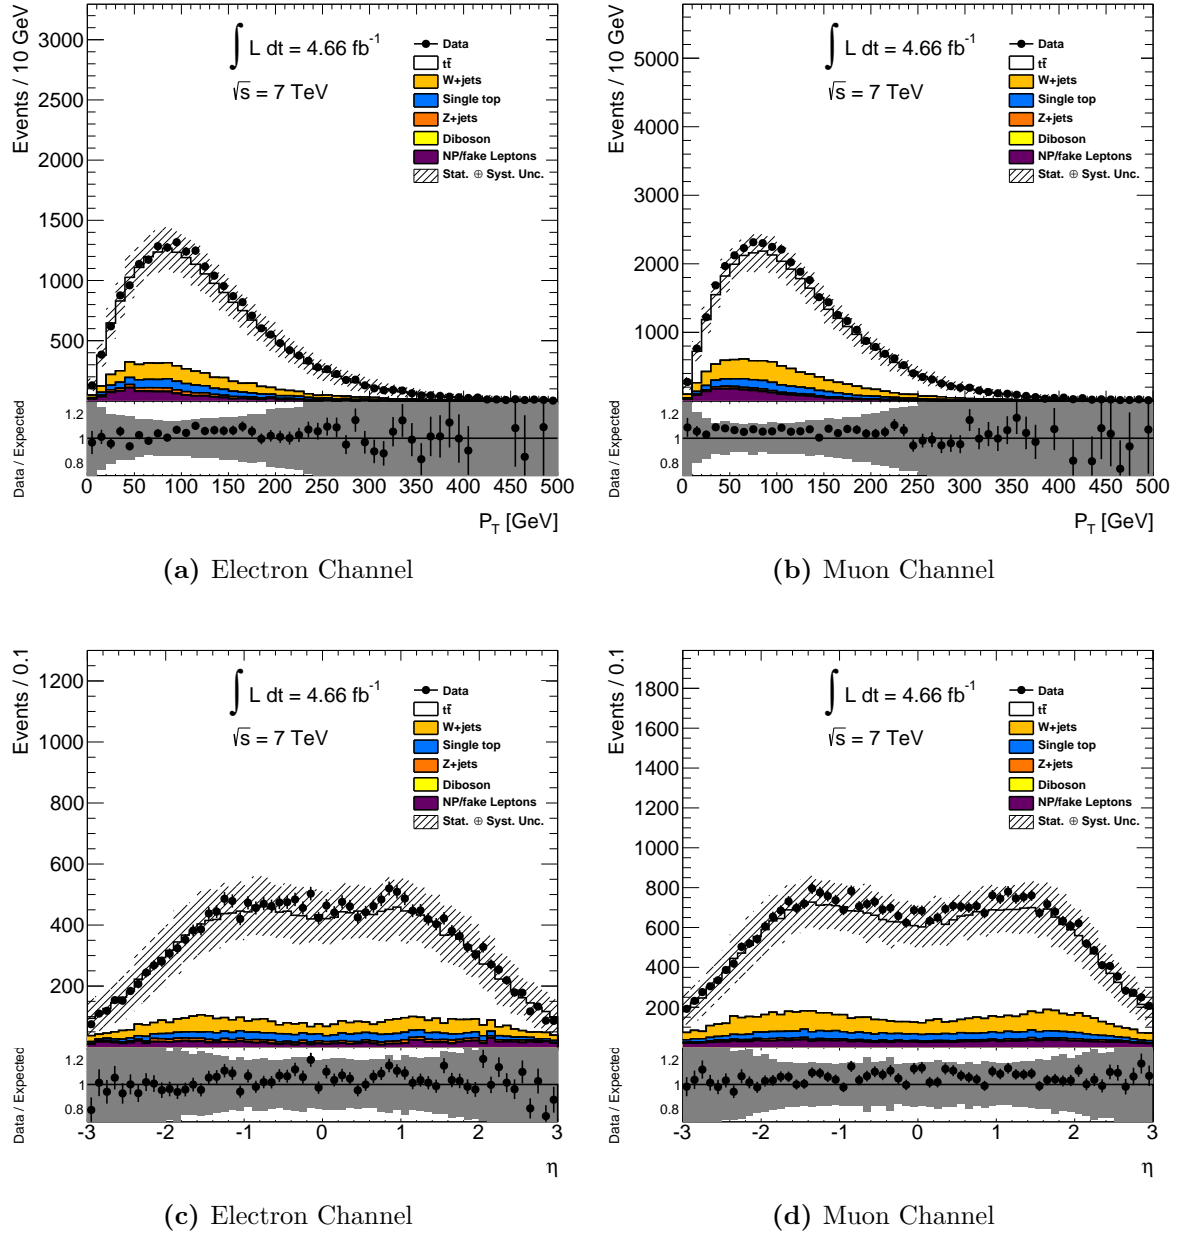 Events / 10 GeV
3000
2500
2000
1500
1000
500
∫ L dt = 4.66 fb⁻¹
√s = 7 TeV
Data
tt̄
W+jets
Single top
Z+jets
Diboson
NP/fake Leptons
Stat. ⊕ Syst. Unc.
Data / Expected
1.2
1
0.8
0 50 100 150 200 250 300 350 400 450 500
P_T [GeV]
(a) Electron Channel
Events / 10 GeV
5000
4000
3000
2000
1000
∫ L dt = 4.66 fb⁻¹
√s = 7 TeV
Data
tt̄
W+jets
Single top
Z+jets
Diboson
NP/fake Leptons
Stat. ⊕ Syst. Unc.
Data / Expected
1.2
1
0.8
0 50 100 150 200 250 300 350 400 450 500
P_T [GeV]
(b) Muon Channel
Events / 0.1
1200
1000
800
600
400
200
∫ L dt = 4.66 fb⁻¹
√s = 7 TeV
Data
tt̄
W+jets
Single top
Z+jets
Diboson
NP/fake Leptons
Stat. ⊕ Syst. Unc.
Data / Expected
1.2
1
0.8
-3 -2 -1 0 1 2 3
η
(c) Electron Channel
Events / 0.1
1800
1600
1400
1200
1000
800
600
400
200
∫ L dt = 4.66 fb⁻¹
√s = 7 TeV
Data
tt̄
W+jets
Single top
Z+jets
Diboson
NP/fake Leptons
Stat. ⊕ Syst. Unc.
Data / Expected
1.2
1
0.8
-3 -2 -1 0 1 2 3
η
(d) Muon Channel